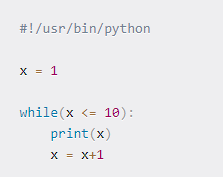 #!/usr/bin/python

x = 1

while(x <= 10):
    print(x)
    x = x+1